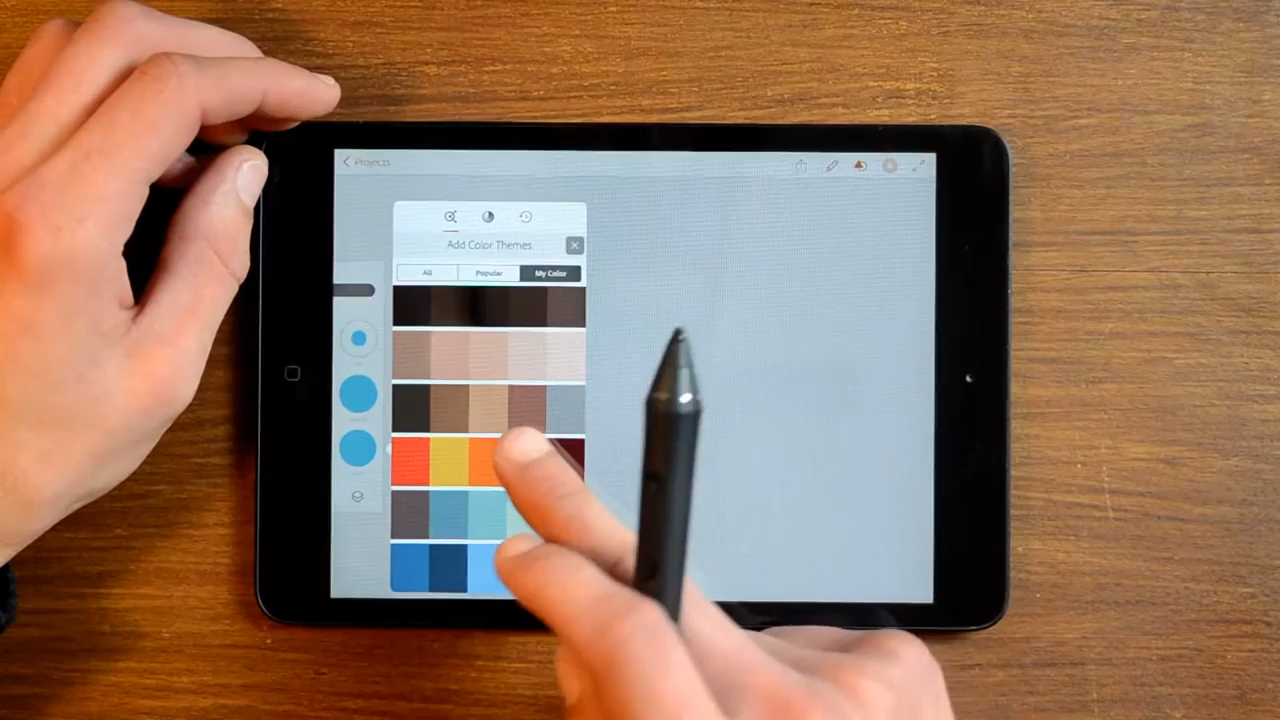 Projects
Add Color Themes
All
Popular
My Color